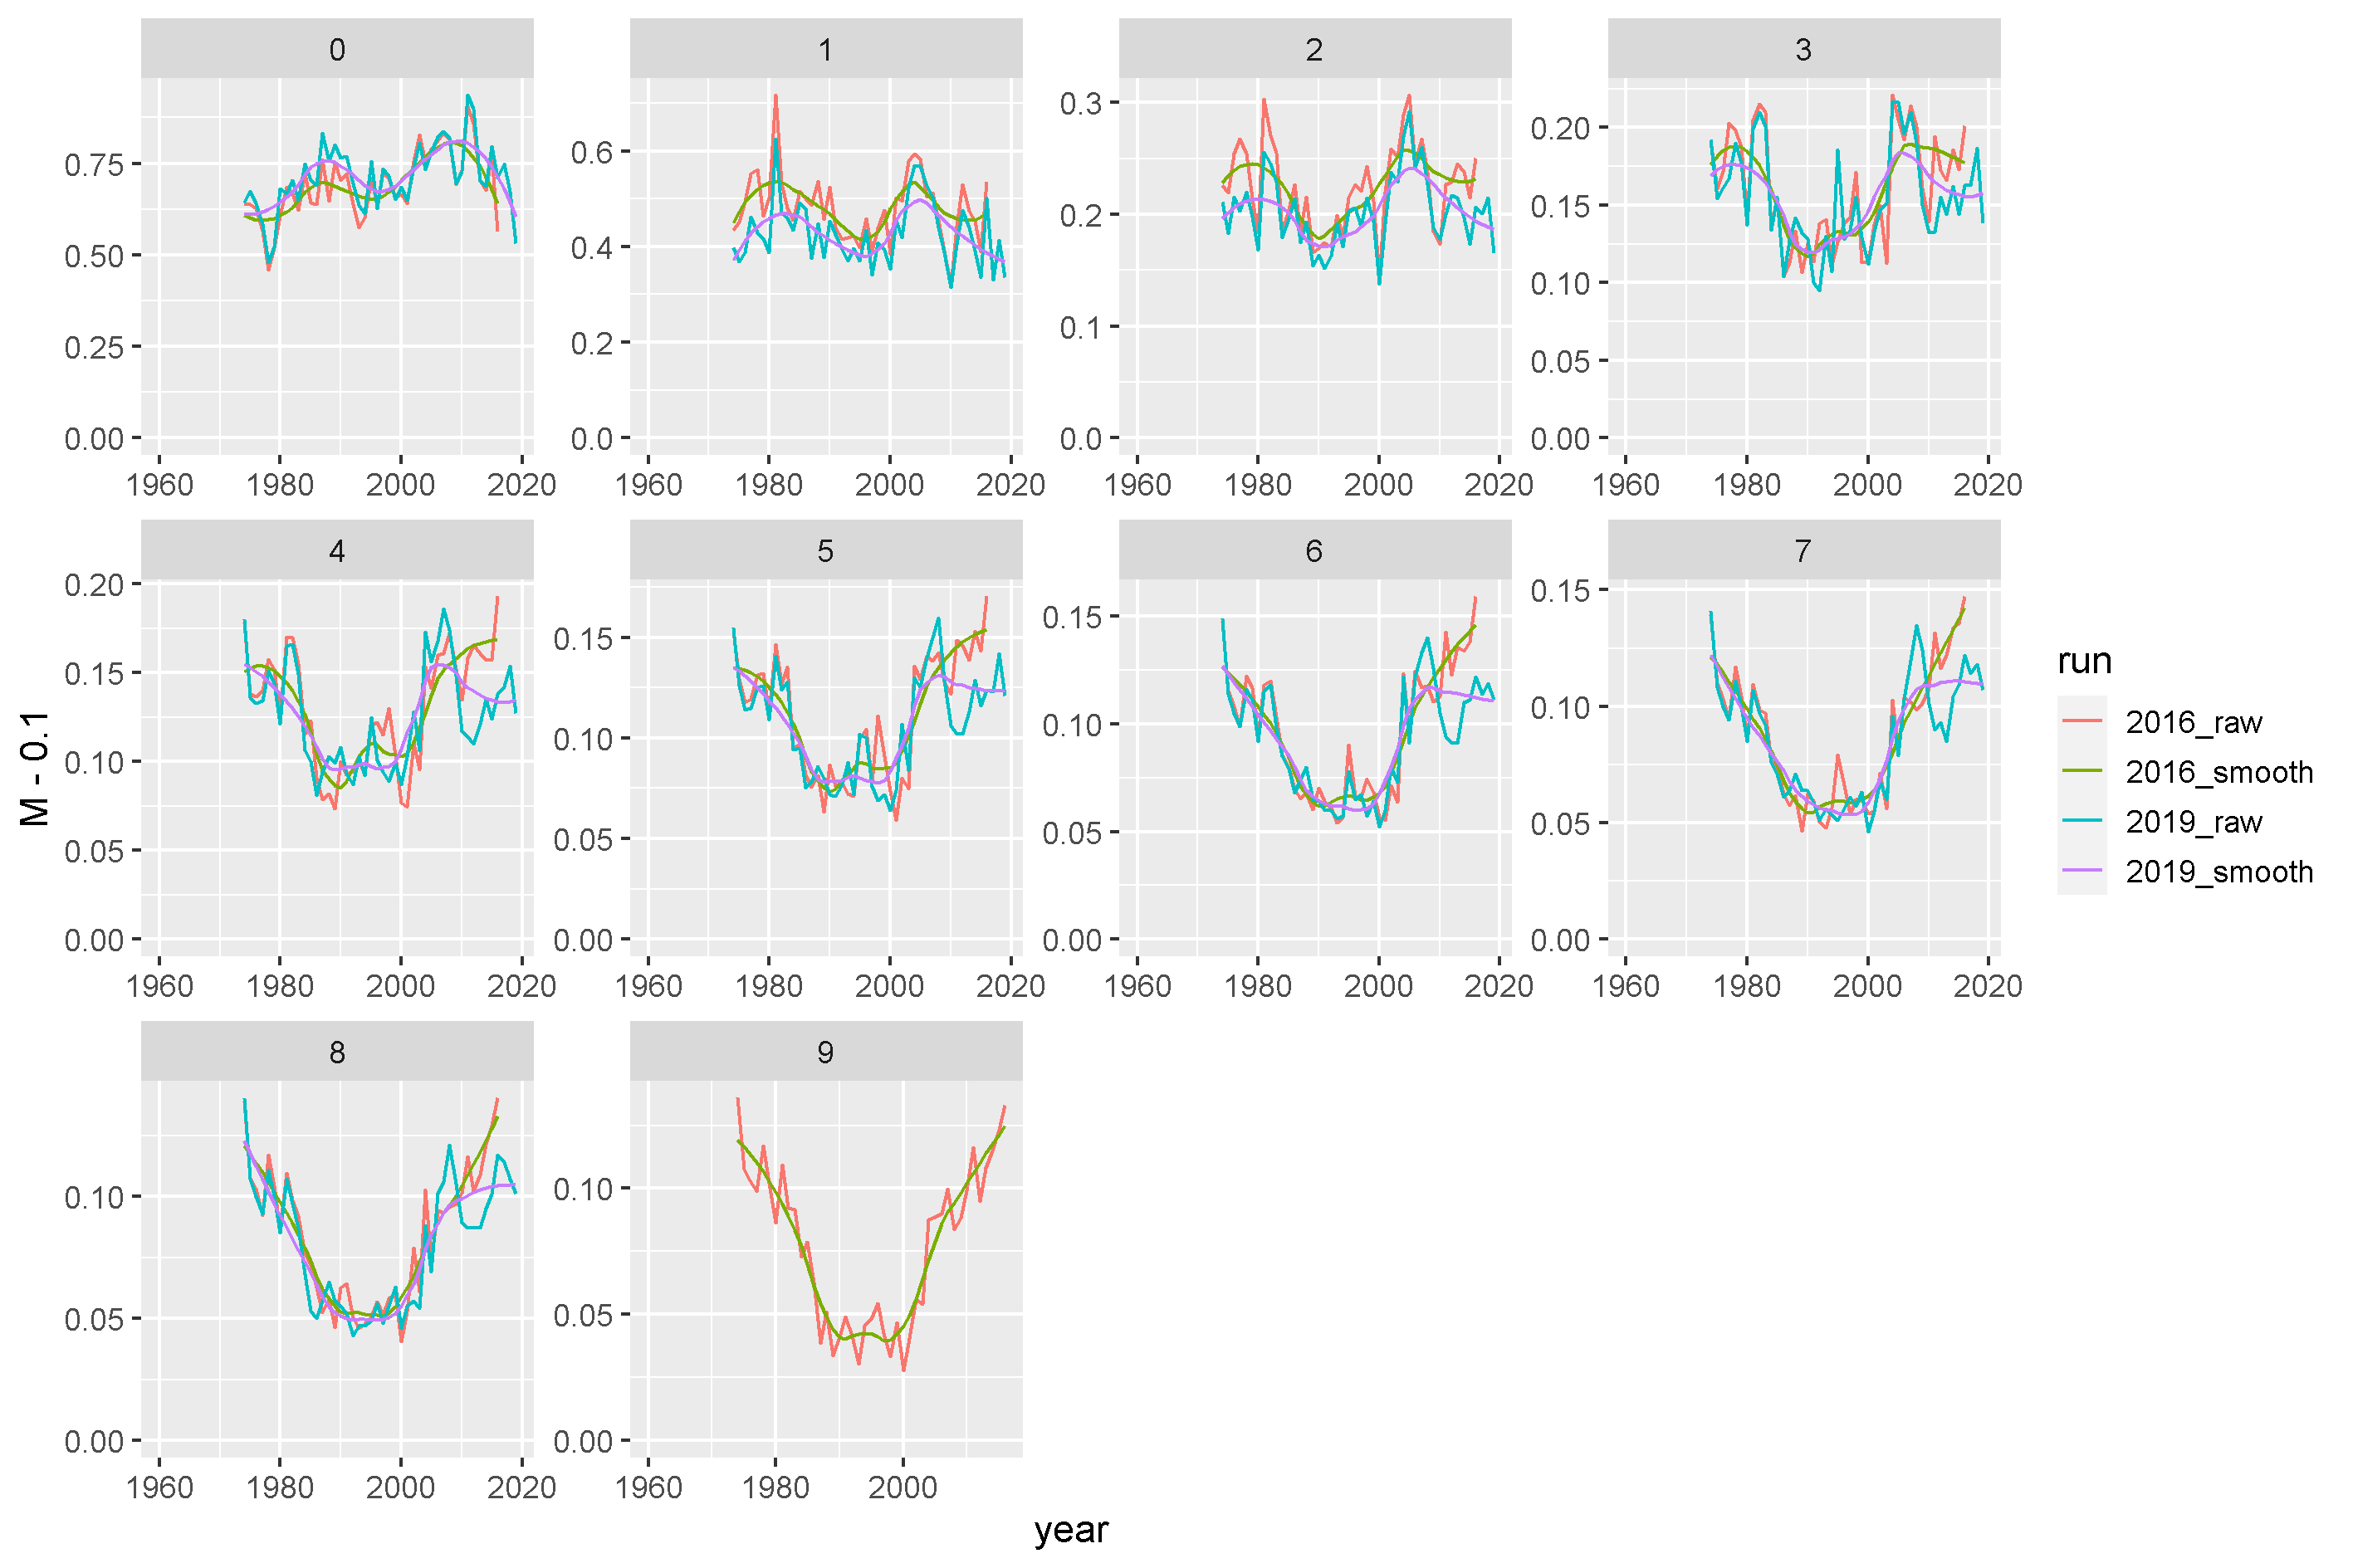 0 1 2 3
0.75 0.50 0.25 0.00
0.6 0.4 0.2 0.0
0.3 0.2 0.1 0.0
0.20 0.15 0.10 0.05 0.00
1960 1980 2000 2020 1960 1980 2000 2020 1960 1980 2000 2020 1960 1980 2000 2020
4 5 6 7
0.20 0.15 0.10 0.05 0.00
0.15 0.10 0.05 0.00
0.15 0.10 0.05 0.00
0.15 0.10 0.05 0.00
1960 1980 2000 2020 1960 1980 2000 2020 1960 1980 2000 2020 1960 1980 2000 2020
8 9
0.10 0.05 0.00
0.10 0.05 0.00
1960 1980 2000 2020 1960 1980 2000
M - 0.1
year
run
2016_raw
2016_smooth
2019_raw
2019_smooth